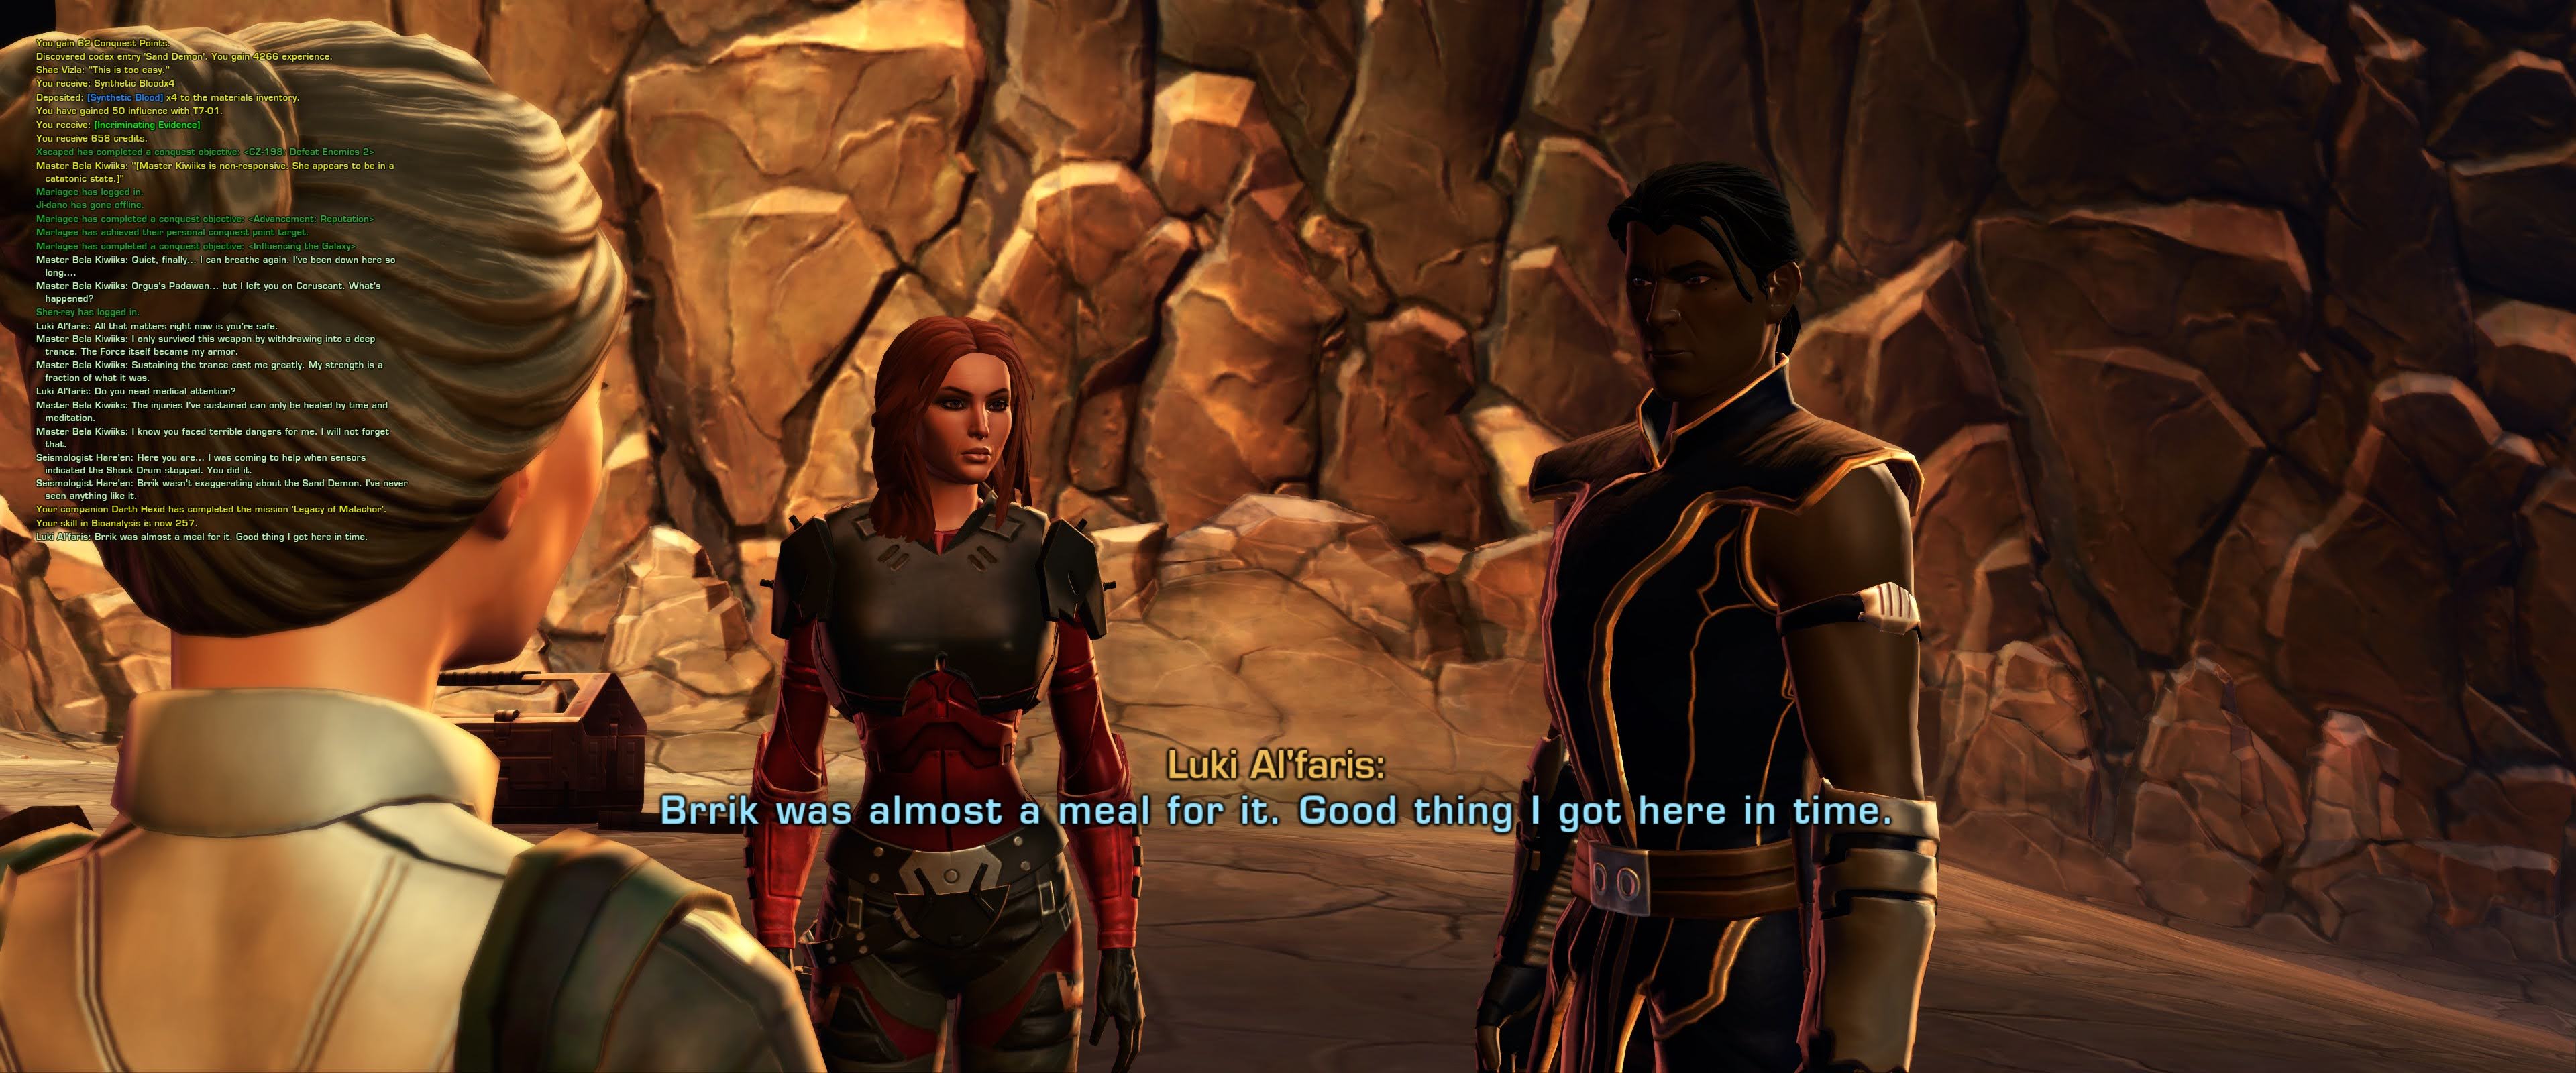 You gain 62 Conquest Points.
Discovered codex entry 'Sand Demon'. You gain 4266 experience.
Shae Vizla: "This is too easy."
You receive: Synthetic Bloodx4
Deposited: [Synthetic Blood] x4 to the materials inventory.
You have gained 50 influence with T7-01.
You receive: [Incriminating Evidence]
You receive 658 credits.
Xscaped has completed a conquest objective: <CZ-198: Defeat Enemies 2>
Master Bela Kiwiiks: "[Master Kiwiiks is non-responsive. She appears to be in a
catatonic state.]"
Marlagee has logged in.
Ji-dano has gone offline.
Marlagee has completed a conquest objective: <Advancement: Reputation>
Marlagee has achieved their personal conquest point target.
Marlagee has completed a conquest objective: <Influencing the Galaxy>
Master Bela Kiwiiks: Quiet, finally... I can breathe again. I've been down here so
long....
Master Bela Kiwiiks: Orgus's Padawan... but I left you on Coruscant. What's
happened?
Shen-rey has logged in.
Luki Al'faris: All that matters right now is you're safe.
Master Bela Kiwiiks: I only survived this weapon by withdrawing into a deep
trance. The Force itself became my armor.
Master Bela Kiwiiks: Sustaining the trance cost me greatly. My strength is a
fraction of what it was.
Luki Al'faris: Do you need medical attention?
Master Bela Kiwiiks: The injuries I've sustained can only be healed by time and
meditation.
Master Bela Kiwiiks: I know you faced terrible dangers for me. I will not forget
that.
Seismologist Hare'en: Here you are... I was coming to help when sensors
indicated the Shock Drum stopped. You did it.
Seismologist Hare'en: Brrik wasn't exaggerating about the Sand Demon. I've never
seen anything like it.
Your companion Darth Hexid has completed the mission 'Legacy of Malachor'.
Your skill in Bioanalysis is now 257.
Luki Al'faris: Brrik was almost a meal for it. Good thing I got here in time.
Luki Al'faris:
Brrik was almost a meal for it. Good thing I got here in time.